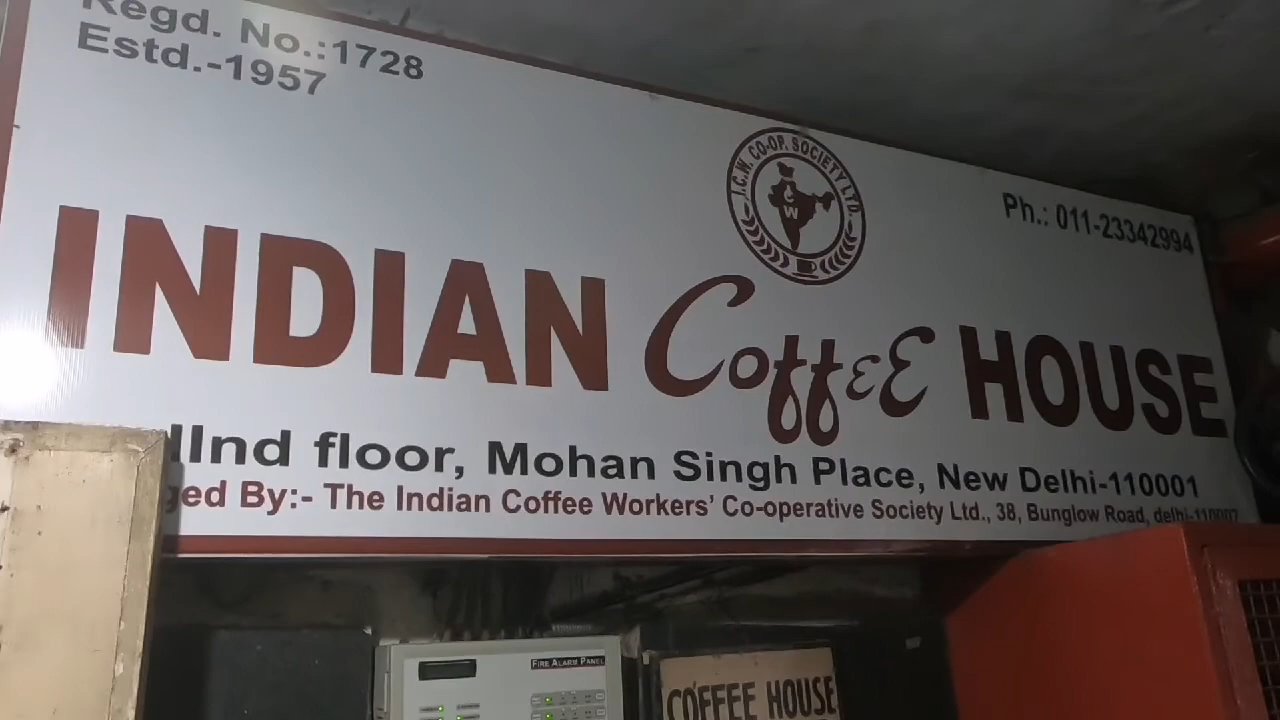 Regd. No.:1728
Estd.-1957
I.C.W. CO-OP. SOCIETY LTD.
I C W
Ph.: 011-23342994
INDIAN Coffee HOUSE
IInd floor, Mohan Singh Place, New Delhi-110001
ged By:- The Indian Coffee Workers' Co-operative Society Ltd., 38, Bunglow Road, delhi-110007
FIRE ALARM PANEL
COFFEE HOUSE